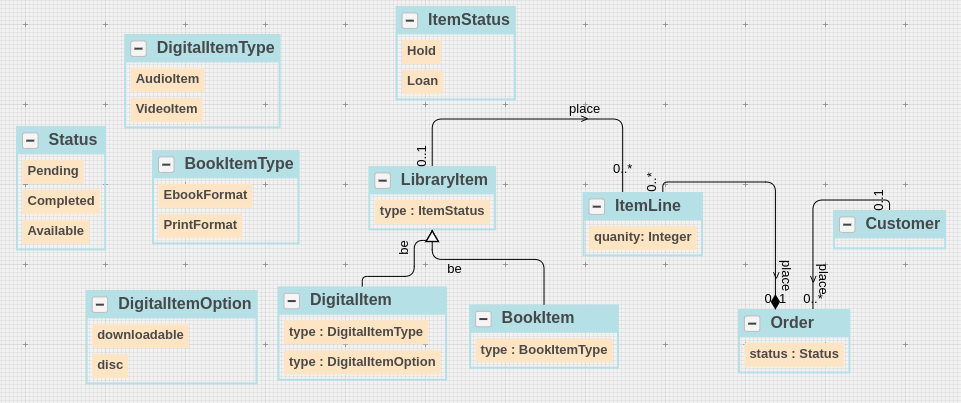 ItemStatus
Hold
Loan
DigitalItemType
AudioItem
VideoItem
place
Status
Pending
Completed
Available
BookItemType
EbookFormat
PrintFormat
0..1
LibraryItem
type : ItemStatus
0..*
0..*
ItemLine
quanity: Integer
0..1
Customer
be
be
place
place
DigitalItemOption
downloadable
disc
DigitalItem
type : DigitalItemType
type : DigitalItemOption
BookItem
type : BookItemType
0..1
0..*
Order
status : Status